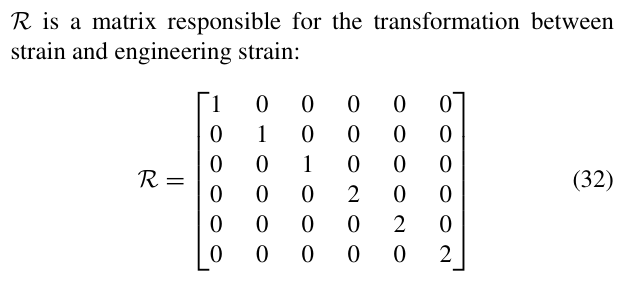 ℛ is a matrix responsible for the transformation between
strain and engineering strain:
1 0 0 0 0 0
0 1 0 0 0 0
0 0 1 0 0 0
ℛ = 0 0 0 2 0 0 (32)
0 0 0 0 2 0
0 0 0 0 0 2